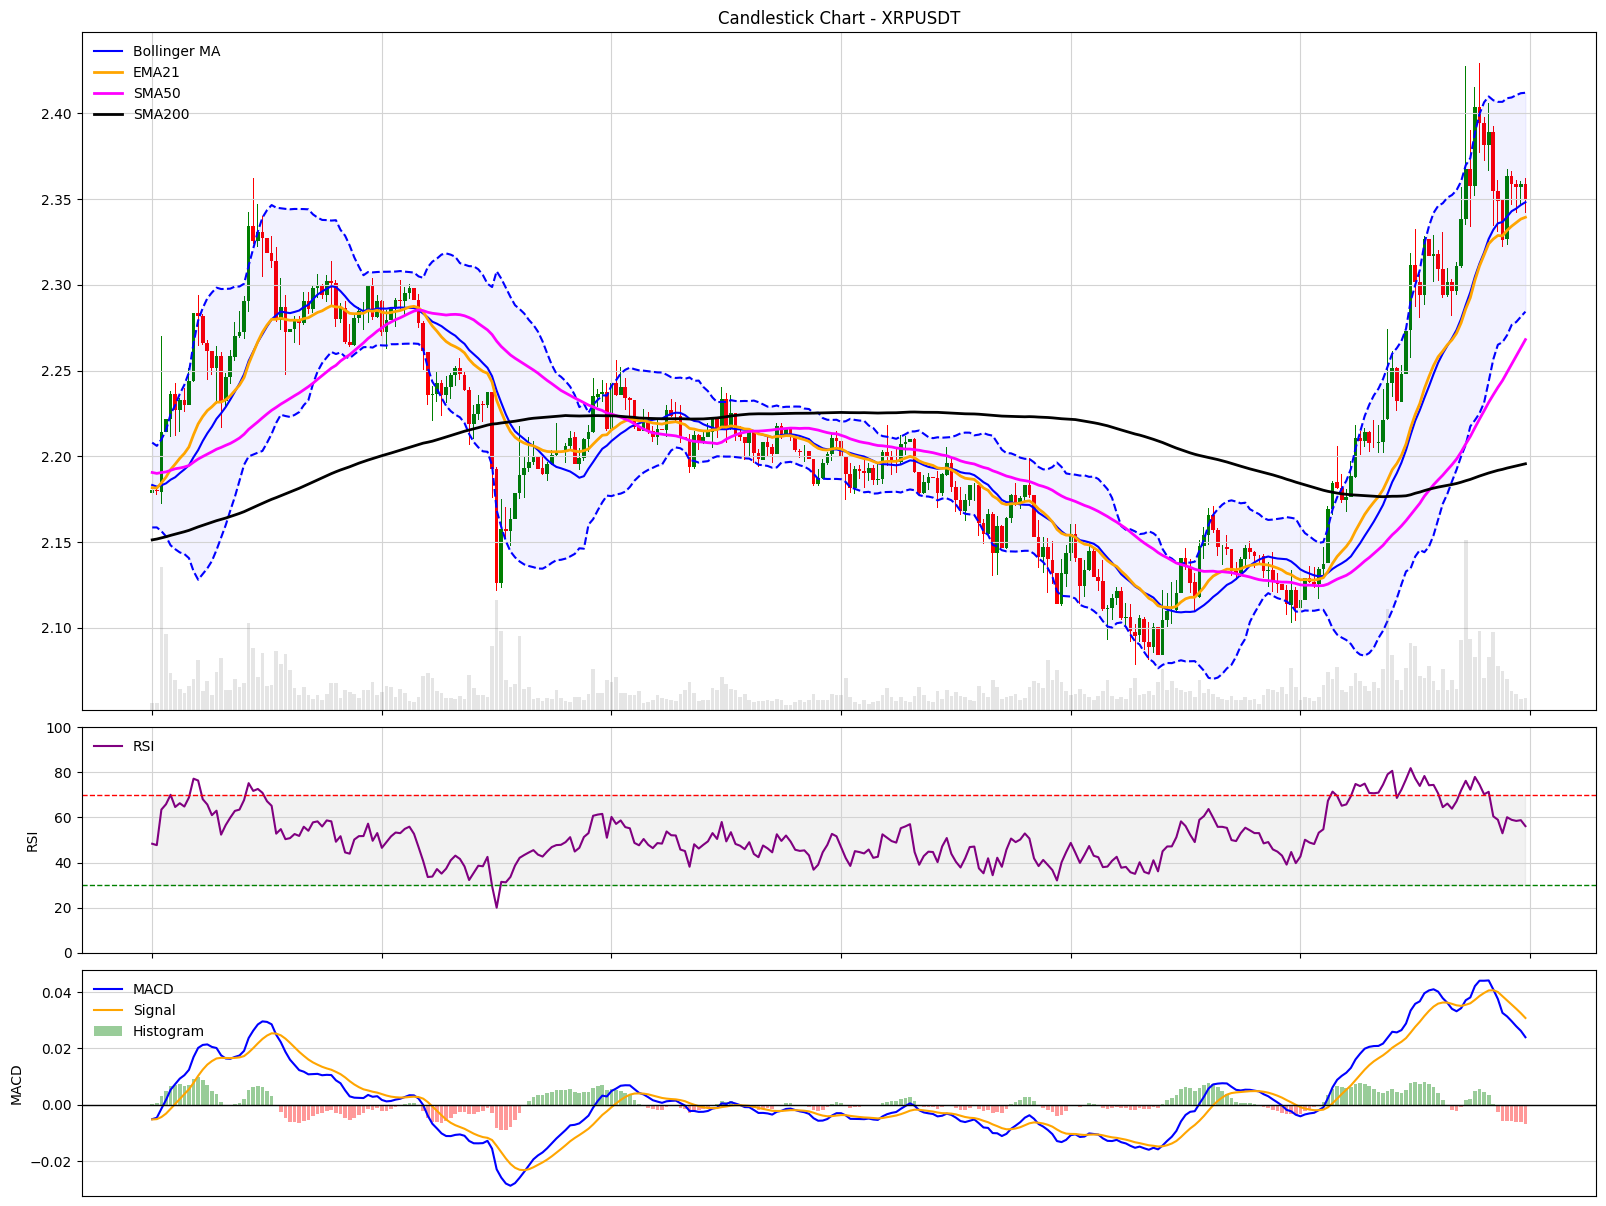 Candlestick Chart - XRPUSDT
Bollinger MA
EMA21
SMA50
SMA200
2.40
2.35
2.30
2.25
2.20
2.15
2.10
RSI
100
80
60
40
20
0
RSI
MACD
Signal
Histogram
0.04
0.02
0.00
−0.02
MACD